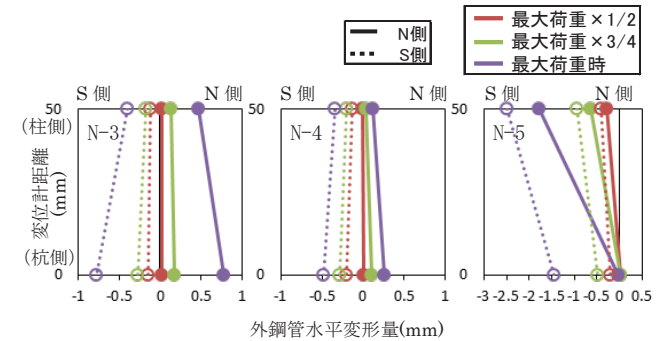 N側
S側
最大荷重×1/2
最大荷重×3/4
最大荷重時
S 側 N 側 S 側 N 側 S 側 N 側
50 50 50
(柱側)
N-3 N-4 N-5
変位計距離
(mm)
(杭側)
0 0 0
-1 -0.5 0 0.5 1 -1 -0.5 0 0.5 1 -3 -2.5 -2 -1.5 -1 -0.5 0 0.5
外鋼管水平変形量(mm)